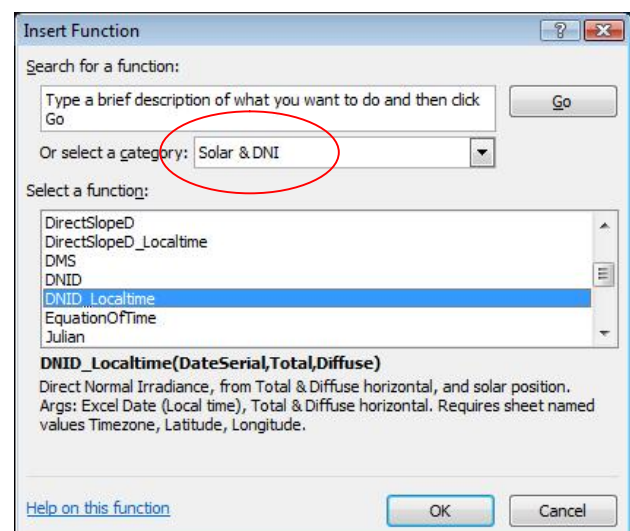 Insert Function
Search for a function:
Type a brief description of what you want to do and then click
Go
Go
Or select a category: Solar & DNI
Select a function:
DirectSlopeD
DirectSlopeD_Localtime
DMS
DNID
DNID_Localtime
EquationOfTime
Julian
DNID_Localtime(DateSerial,Total,Diffuse)
Direct Normal Irradiance, from Total & Diffuse horizontal, and solar position.
Args: Excel Date (Local time), Total & Diffuse horizontal. Requires sheet named
values Timezone, Latitude, Longitude.
Help on this function
OK
Cancel